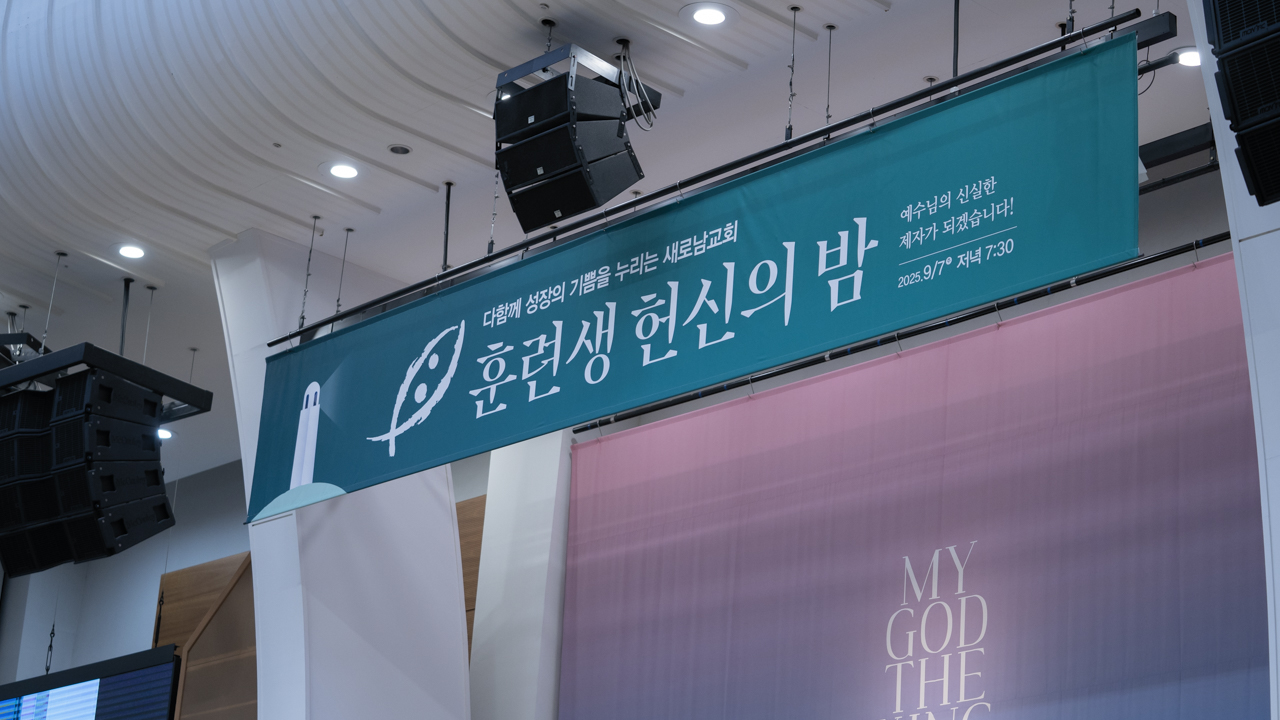 다함께 성장의 기쁨을 누리는 새로남교회
훈련생 헌신의 밤
예수님의 신실한
제자가 되겠습니다!
2025.9/7 저녁 7:30
MY
GOD
THE